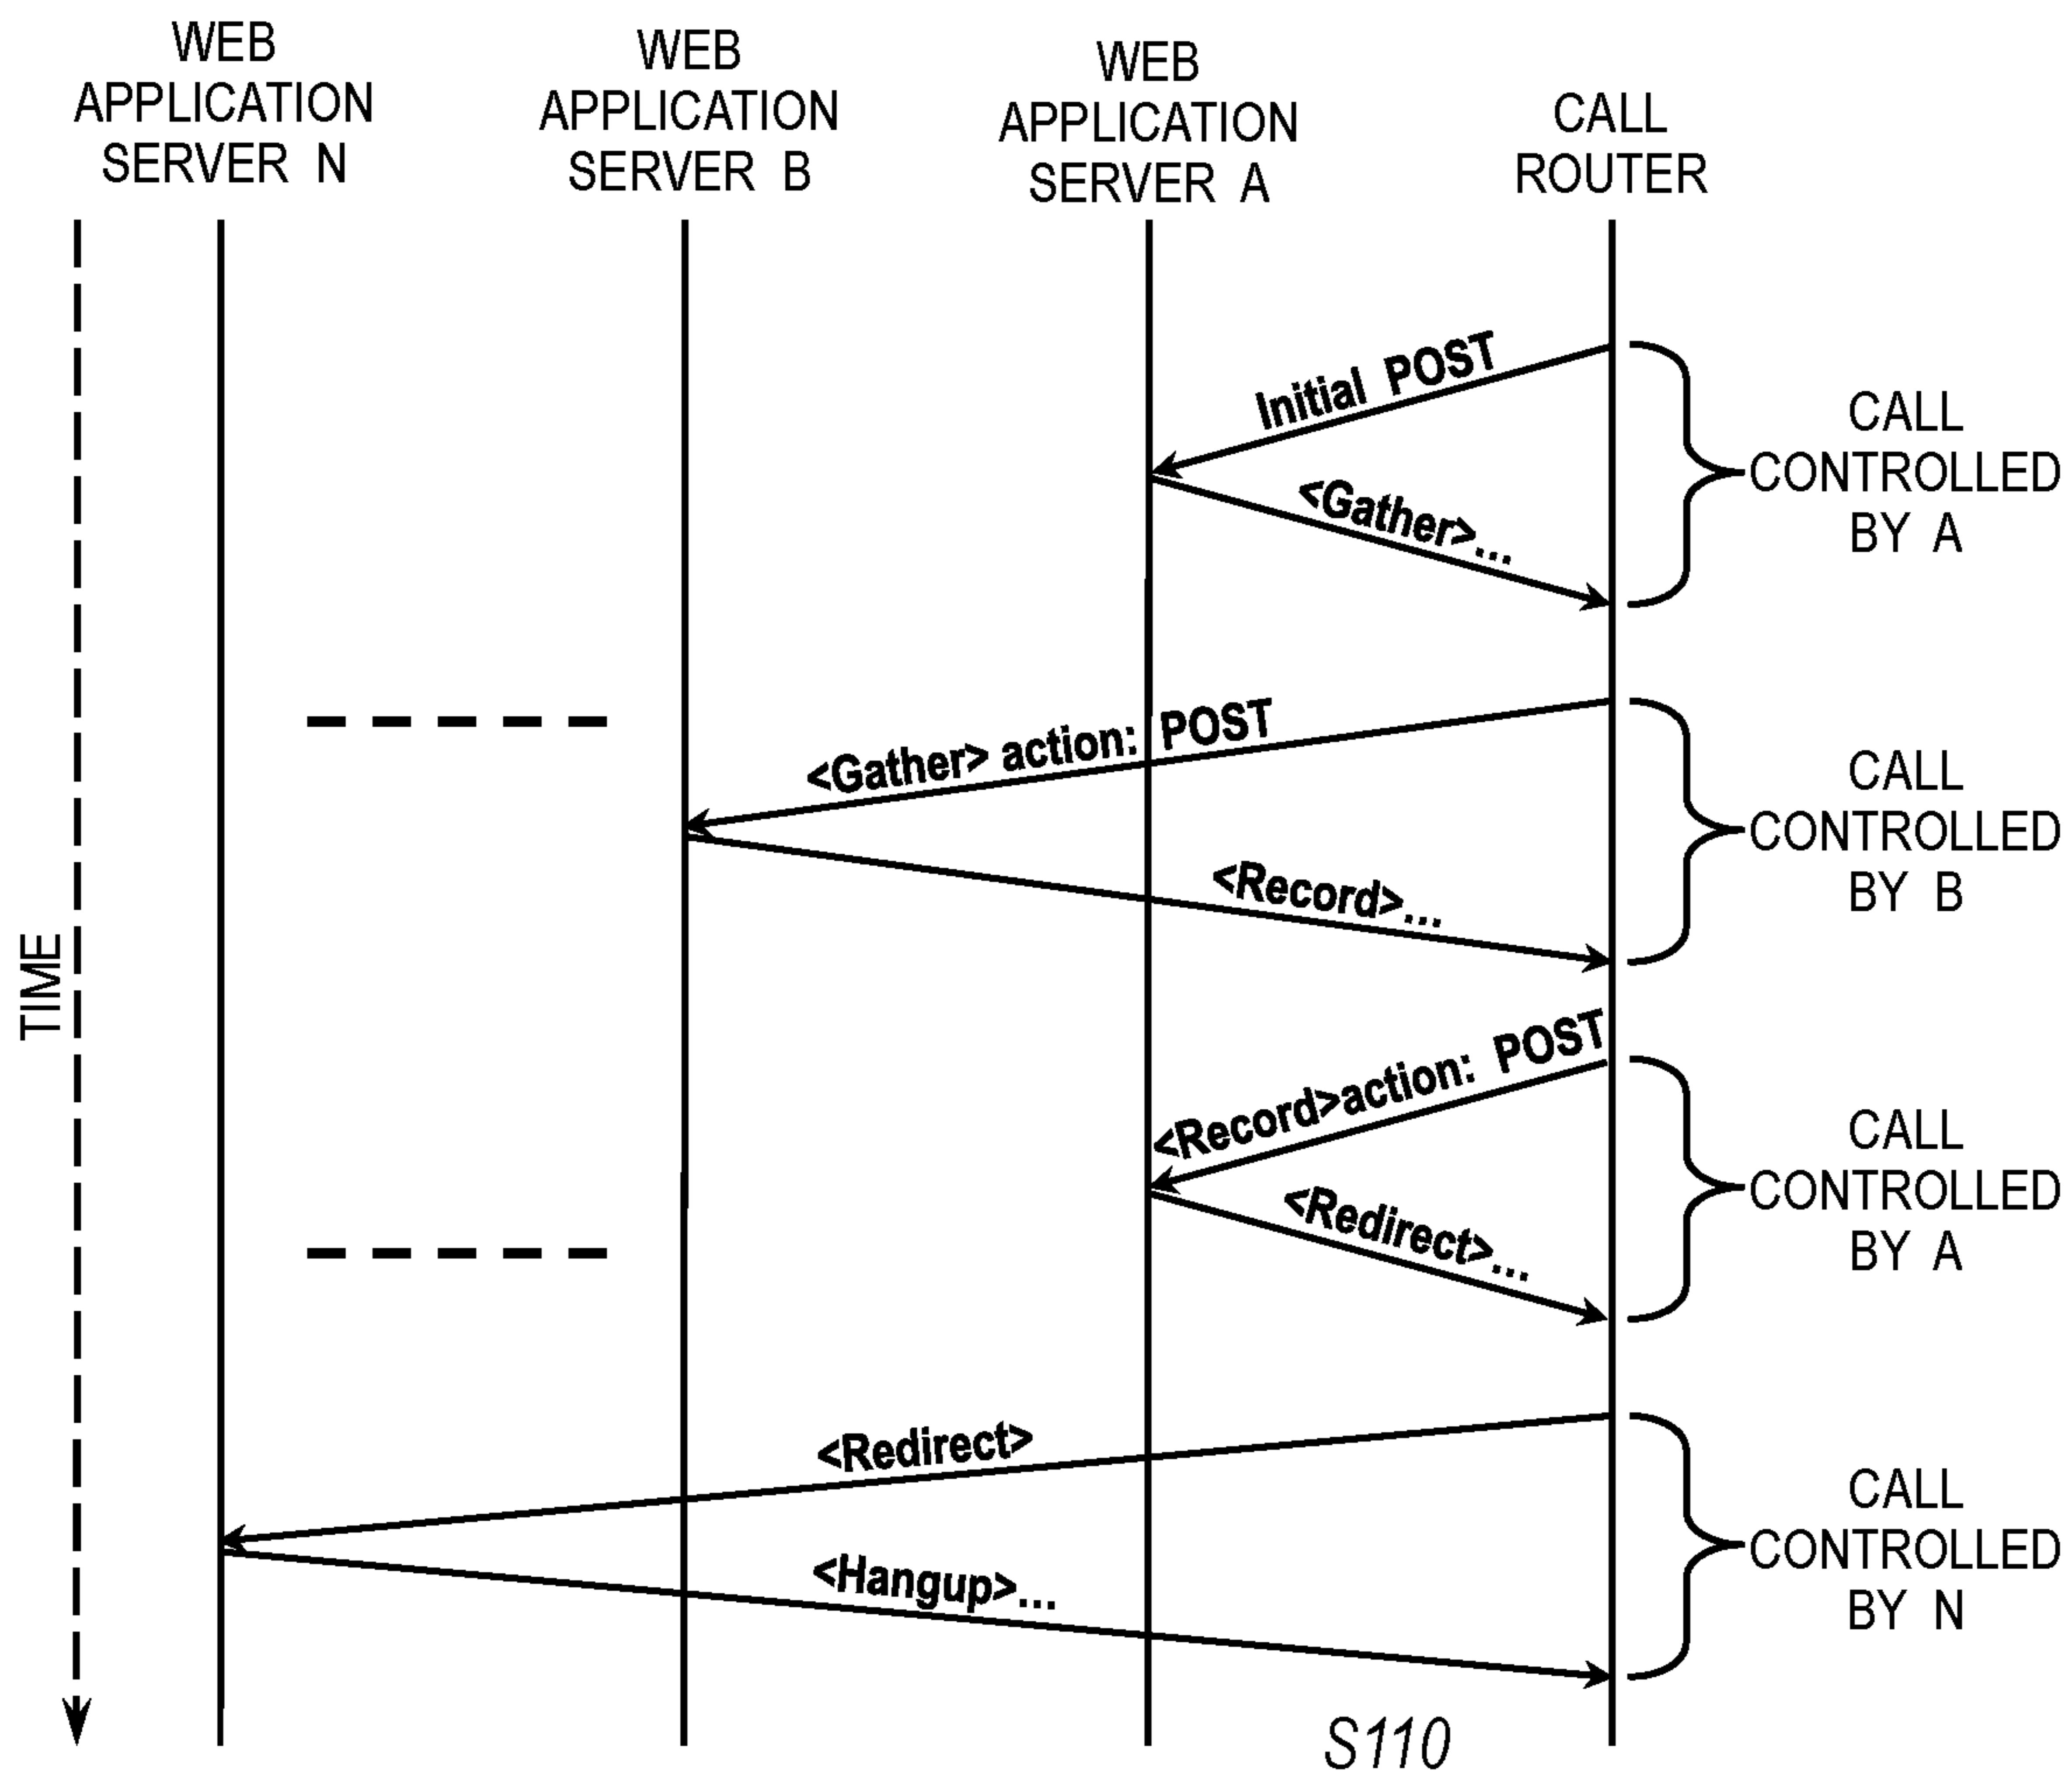 WEB
APPLICATION
SERVER N
WEB
APPLICATION
SERVER B
WEB
APPLICATION
SERVER A
CALL
ROUTER
Initial POST
<Gather>...
CALL
CONTROLLED
BY A
<Gather> action: POST
<Record>...
CALL
CONTROLLED
BY B
TIME
<Record>action: POST
<Redirect>...
CALL
CONTROLLED
BY A
<Redirect>
<Hangup>...
CALL
CONTROLLED
BY N
S110